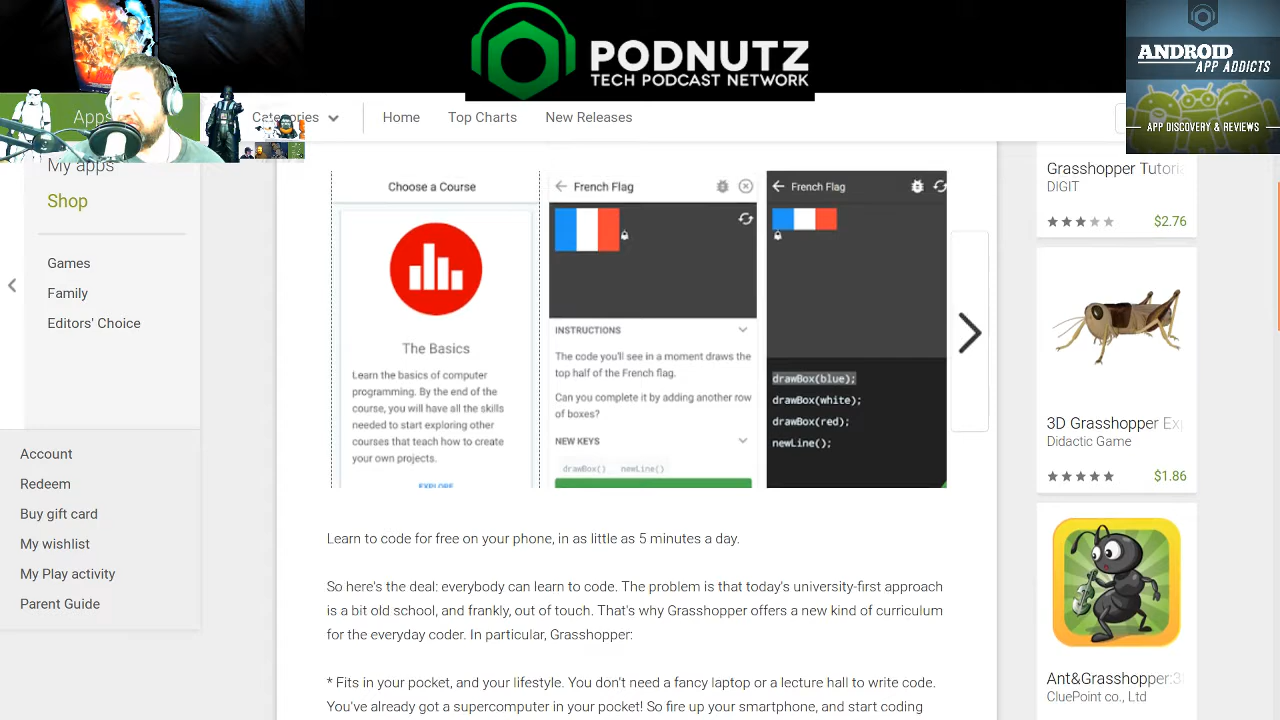 PODNUTZ
TECH PODCAST NETWORK
ANDROID
APP ADDICTS
APP DISCOVERY & REVIEWS
Apps
Categories
Home
Top Charts
New Releases
My apps
Shop
Games
Family
Editors' Choice
Account
Redeem
Buy gift card
My wishlist
My Play activity
Parent Guide
Choose a Course
The Basics
Learn the basics of computer
programming. By the end of the
course, you will have all the skills
needed to start exploring other
courses that teach how to create
your own projects.
EXPLORE
French Flag
INSTRUCTIONS
The code you'll see in a moment draws the
top half of the French flag.
Can you complete it by adding another row
of boxes?
NEW KEYS
drawBox() newLine()
French Flag
drawBox(blue);
drawBox(white);
drawBox(red);
newLine();
Learn to code for free on your phone, in as little as 5 minutes a day.
So here's the deal: everybody can learn to code. The problem is that today's university-first approach
is a bit old school, and frankly, out of touch. That's why Grasshopper offers a new kind of curriculum
for the everyday coder. In particular, Grasshopper:
* Fits in your pocket, and your lifestyle. You don't need a fancy laptop or a lecture hall to write code.
You've already got a supercomputer in your pocket! So fire up your smartphone, and start coding
Grasshopper Tutori
DIGIT
$2.76
3D Grasshopper Ex
Didactic Game
$1.86
Ant&Grasshopper:3
CluePoint co., Ltd